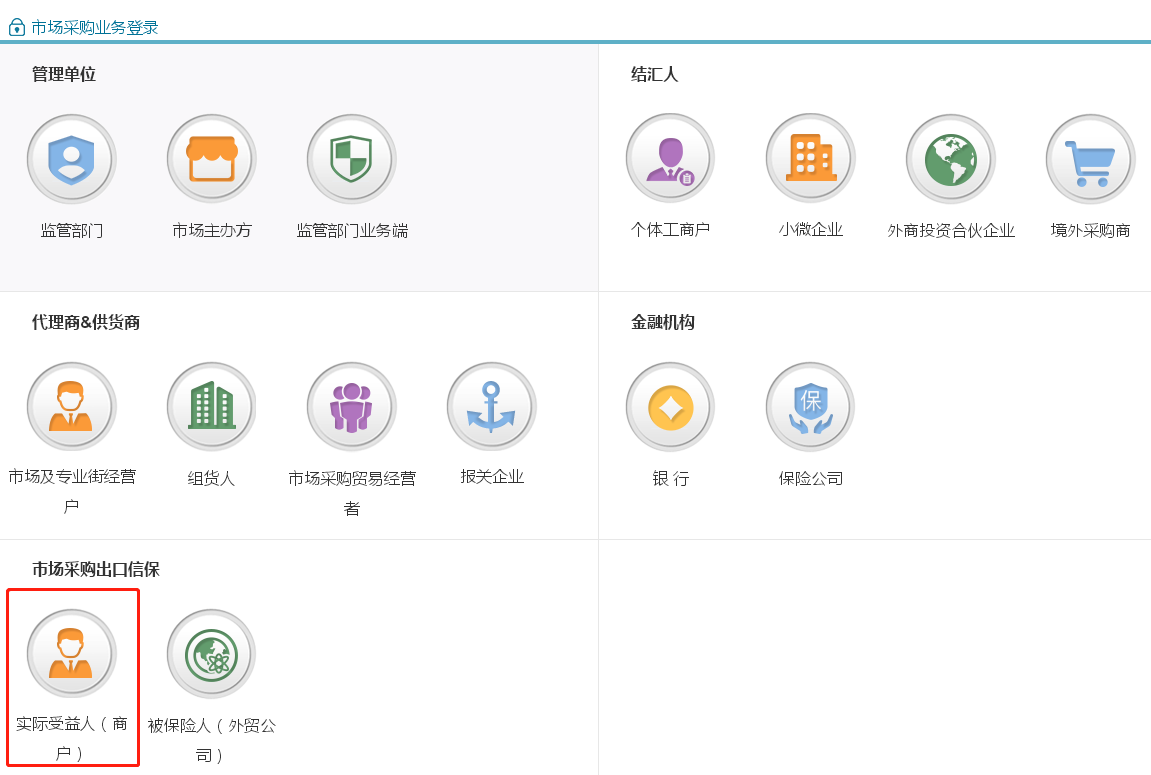 市场采购业务登录
管理单位
监管部门
市场主办方
监管部门业务端
结汇人
个体工商户
小微企业
外商投资合伙企业
境外采购商
代理商&供货商
市场及专业街经营
户
组货人
市场采购贸易经营
者
报关企业
金融机构
银 行
保
保险公司
市场采购出口信保
实际受益人（商
户）
被保险人（外贸公
司）